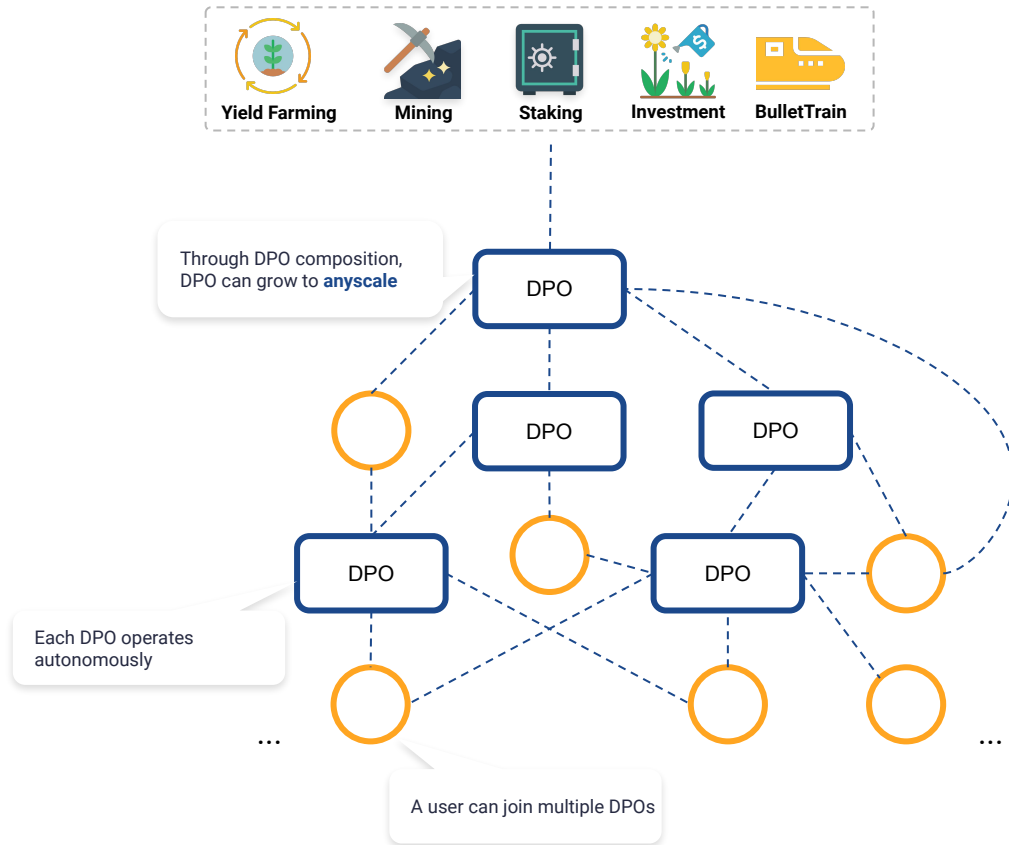 Yield Farming
Mining
Staking
Investment
BulletTrain
$
Through DPO composition,
DPO can grow to anyscale
DPO
DPO
DPO
DPO
DPO
Each DPO operates
autonomously
...
...
A user can join multiple DPOs